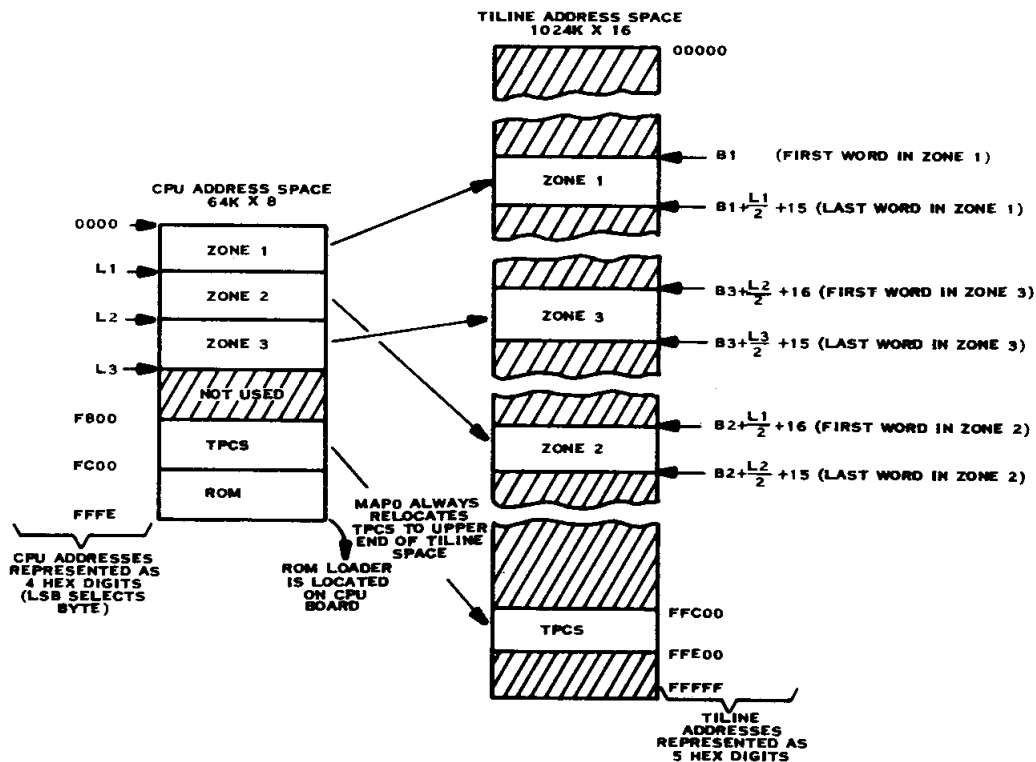 TILINE ADDRESS SPACE
1024K X 16
00000
B1 (FIRST WORD IN ZONE 1)
ZONE 1
B1+L1/2 +15 (LAST WORD IN ZONE 1)
CPU ADDRESS SPACE
64K X 8
0000
ZONE 1
L1
ZONE 2
L2
ZONE 3
L3
NOT USED
F800
TPCS
FC00
ROM
FFFE
B3+L2/2 +16 (FIRST WORD IN ZONE 3)
ZONE 3
B3+L3/2 +15 (LAST WORD IN ZONE 3)
B2+L1/2 +16 (FIRST WORD IN ZONE 2)
ZONE 2
B2+L2/2 +15 (LAST WORD IN ZONE 2)
MAP0 ALWAYS
RELOCATES
TPCS TO UPPER
END OF TILINE
SPACE
CPU ADDRESSES
REPRESENTED AS
4 HEX DIGITS
(LSB SELECTS
BYTE)
ROM LOADER
IS LOCATED
ON CPU
BOARD
FFC00
TPCS
FFE00
FFFFF
TILINE
ADDRESSES
REPRESENTED AS
5 HEX DIGITS